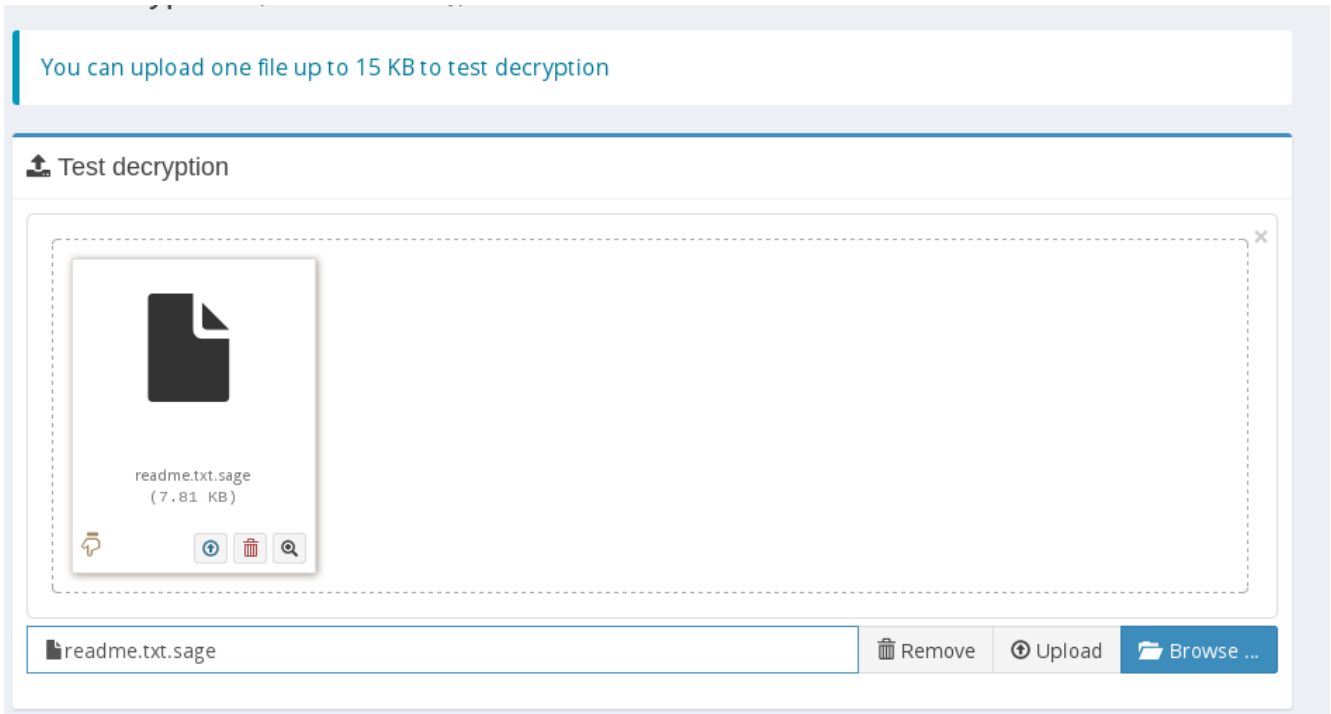 You can upload one file up to 15 KB to test decryption
Test decryption
×
readme.txt.sage
(7.81 KB)
readme.txt.sage
Remove
Upload
Browse ...